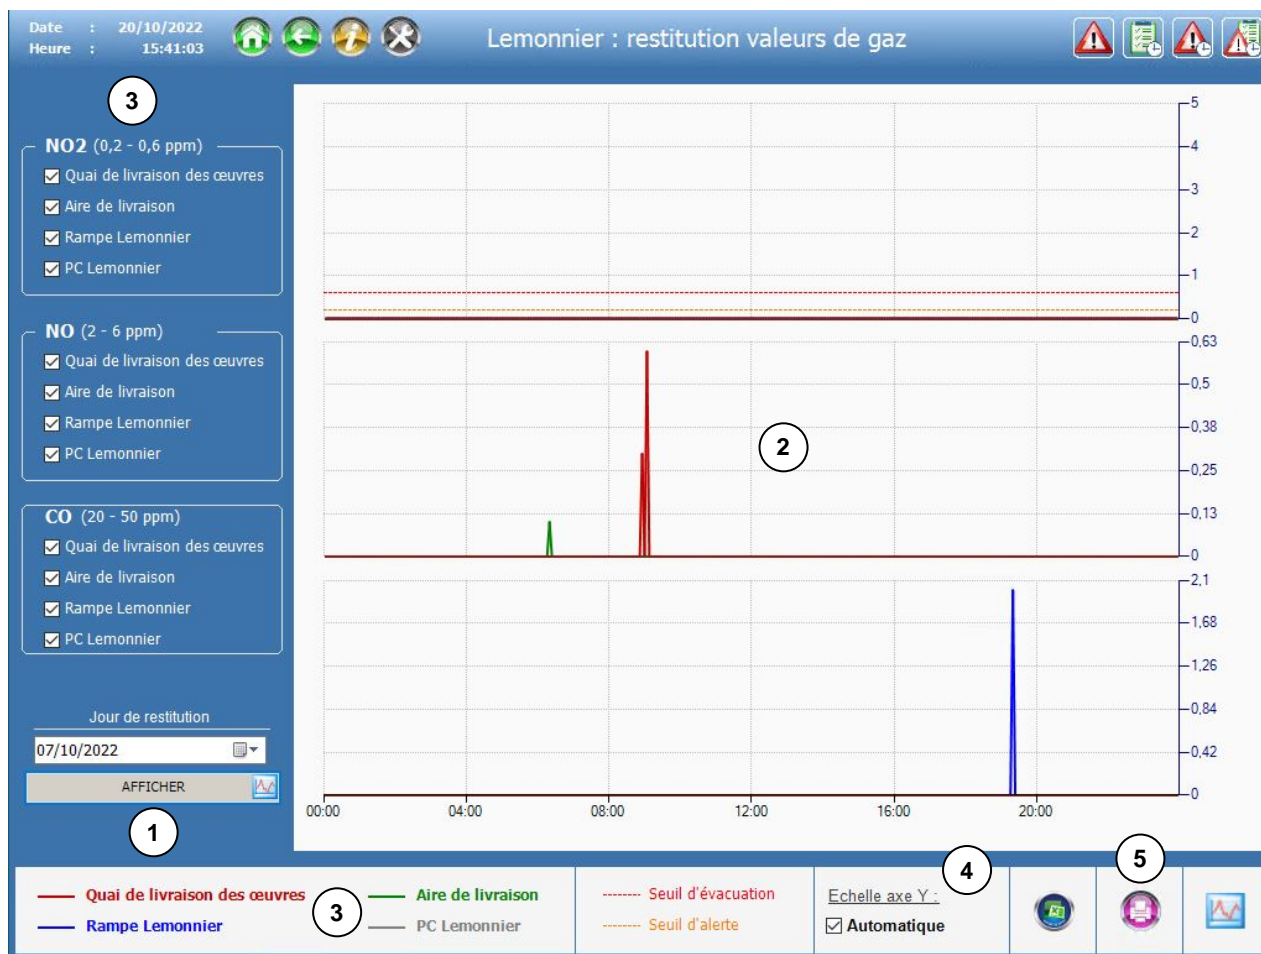 Date : 20/10/2022
Heure : 15:41:03
Lemonnier : restitution valeurs de gaz
3
NO2 (0,2 - 0,6 ppm)
Quai de livraison des œuvres
Aire de livraison
Rampe Lemonnier
PC Lemonnier
NO (2 - 6 ppm)
Quai de livraison des œuvres
Aire de livraison
Rampe Lemonnier
PC Lemonnier
CO (20 - 50 ppm)
Quai de livraison des œuvres
Aire de livraison
Rampe Lemonnier
PC Lemonnier
Jour de restitution
07/10/2022
AFFICHER
1
5
4
3
2
1
0
0,63
0,5
0,38
0,25
0,13
0
2
2,1
1,68
1,26
0,84
0,42
0
00:00 04:00 08:00 12:00 16:00 20:00
Quai de livraison des œuvres
Rampe Lemonnier
3
Aire de livraison
PC Lemonnier
Seuil d'évacuation
Seuil d'alerte
Echelle axe Y :
Automatique
4
5